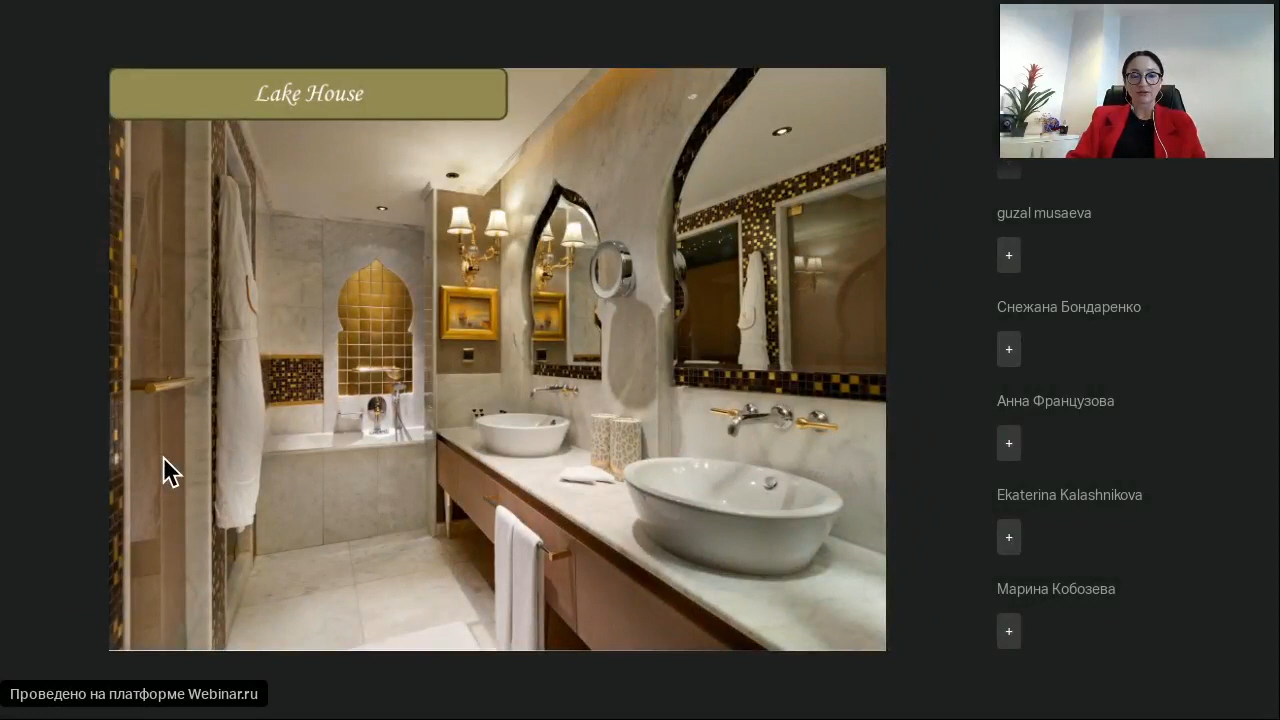 Lake House
guzal musaeva
+
Снежана Бондаренко
+
Анна Французова
+
Ekaterina Kalashnikova
+
Марина Кобозева
+
Проведено на платформе Webinar.ru